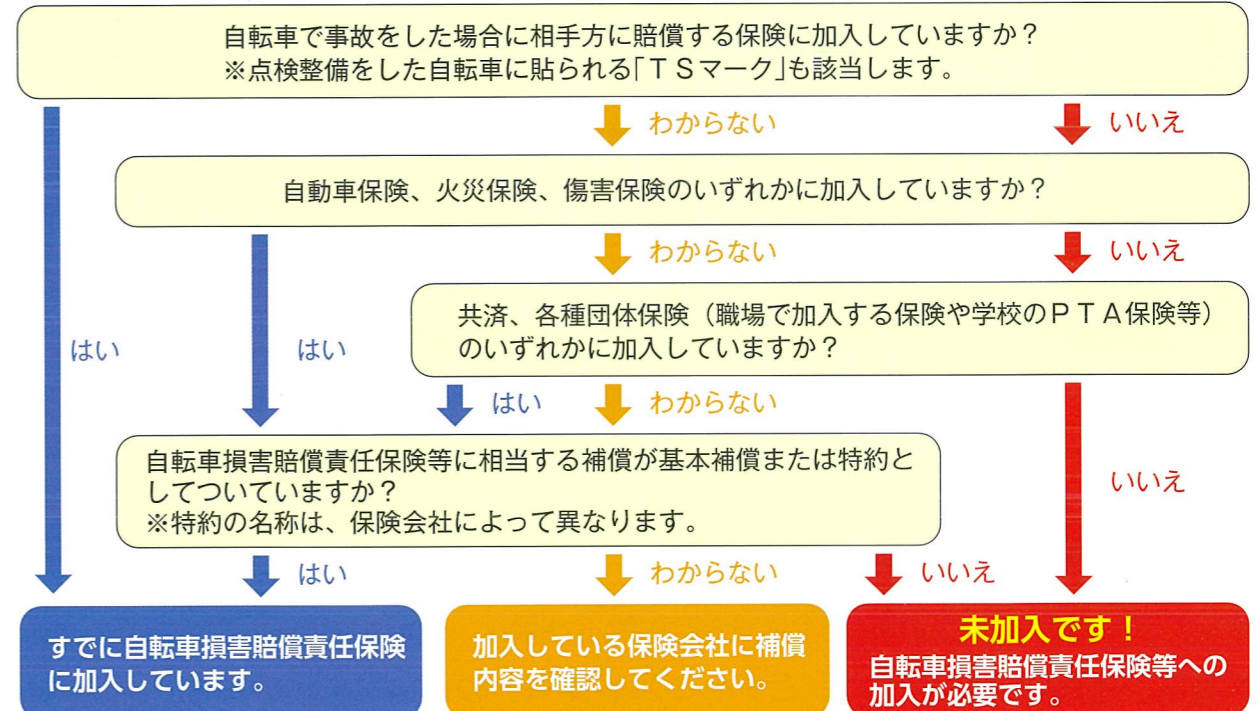 自転車で事故をした場合に相手方に賠償する保険に加入していますか？
※点検整備をした自転車に貼られる「ＴＳマーク」も該当します。
わからない
いいえ
自動車保険、火災保険、傷害保険のいずれかに加入していますか？
わからない
いいえ
共済、各種団体保険（職場で加入する保険や学校のＰＴＡ保険等）
のいずれかに加入していますか？
はい
はい
はい
わからない
自転車損害賠償責任保険等に相当する補償が基本補償または特約と
してついていますか？
※特約の名称は、保険会社によって異なります。
いいえ
はい
わからない
いいえ
すでに自転車損害賠償責任保険
に加入しています。
加入している保険会社に補償
内容を確認してください。
未加入です！
自転車損害賠償責任保険等への
加入が必要です。